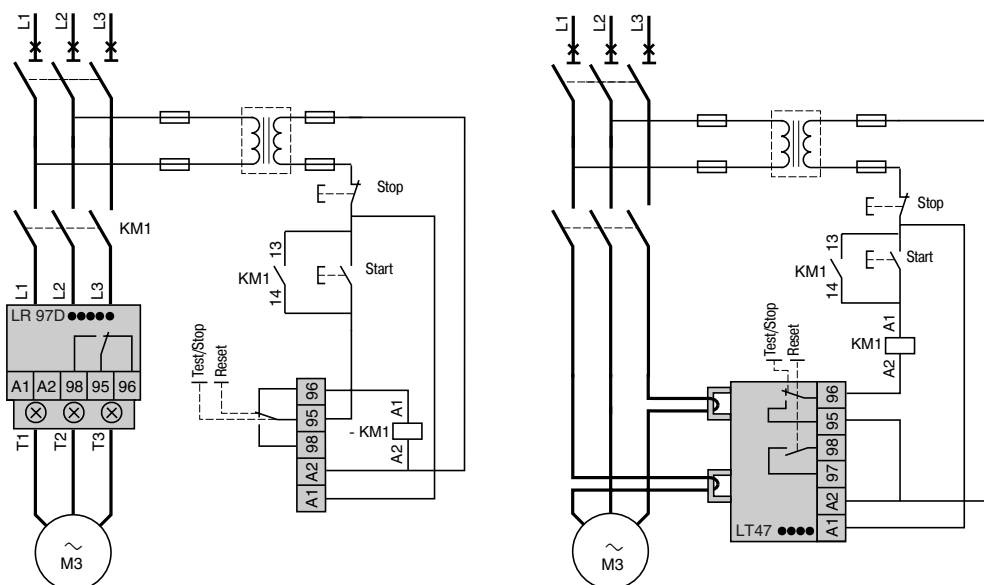 L1 L2 L3
KM1
L1 L2 L3
LR 97D ●●●●●
A1 A2 98 95 96
T1 T2 T3
M3
Stop
13
KM1
14
Start
Test/Stop
Reset
96
95
98
A2
A1
A1
- KM1
A2
L1 L2 L3
Stop
13
KM1
14
Start
A1
KM1
A2
Test/Stop
Reset
96
95
98
97
A2
A1
LT47 ●●●●
M3